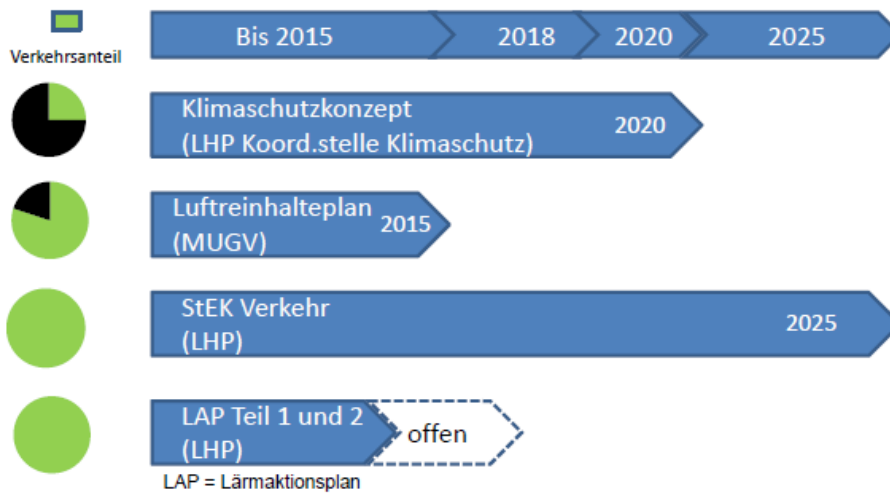 Verkehrsanteil
Bis 2015 2018 2020 2025
Klimaschutzkonzept
(LHP Koord.stelle Klimaschutz) 2020
Luftreinhalteplan
(MUGV) 2015
StEK Verkehr
(LHP) 2025
LAP Teil 1 und 2
(LHP) offen
LAP = Lärmaktionsplan